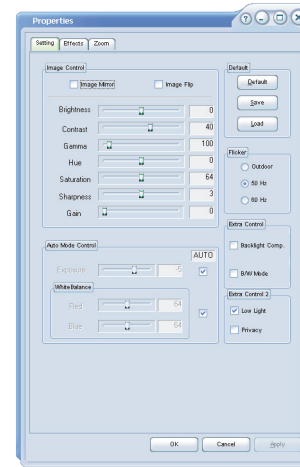 Properties
Setting Effects Zoom
Image Control
Image Mirror Image Flip
Brightness 0
Contrast 40
Gamma 100
Hue 0
Saturation 64
Sharpness 3
Gain 0
Auto Mode Control
AUTO
Exposure -5
White Balance
Red 64
Blue 64
Default
Default
Save
Load
Flicker
Outdoor
50 Hz
60 Hz
Extra Control
Backlight Comp.
B/W Mode
Extra Control 2
Low Light
Privacy
OK Cancel Apply